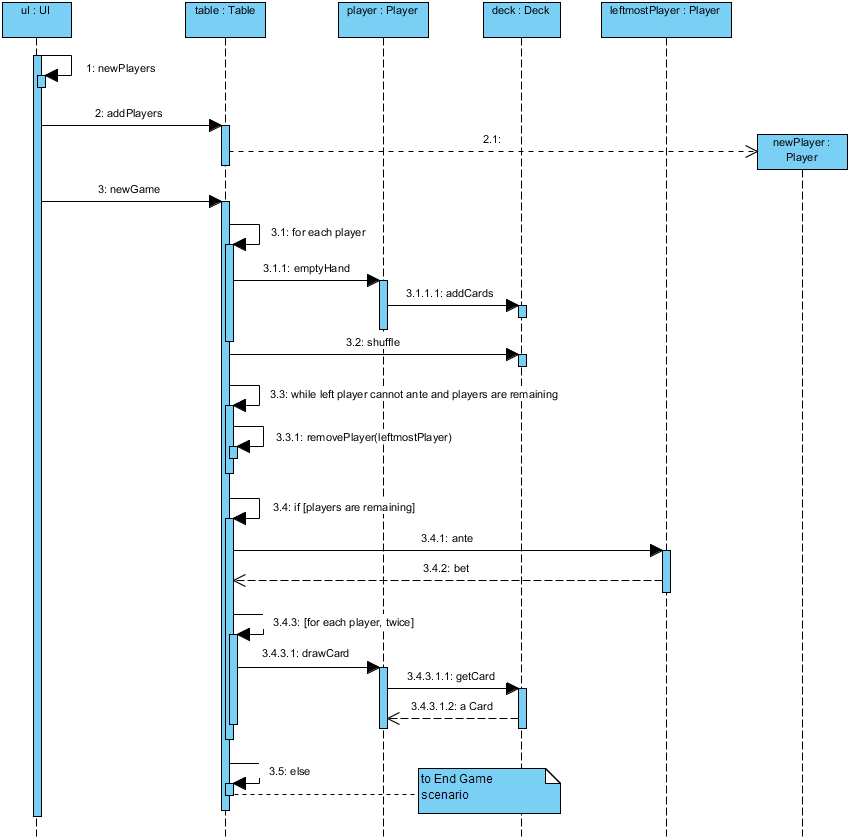 uI : UI
table : Table
player : Player
deck : Deck
leftmostPlayer : Player
1: newPlayers
2: addPlayers
2.1:
newPlayer :
Player
3: newGame
3.1: for each player
3.1.1: emptyHand
3.1.1.1: addCards
3.2: shuffle
3.3: while left player cannot ante and players are remaining
3.3.1: removePlayer(leftmostPlayer)
3.4: if [players are remaining]
3.4.1: ante
3.4.2: bet
3.4.3: [for each player, twice]
3.4.3.1: drawCard
3.4.3.1.1: getCard
3.4.3.1.2: a Card
3.5: else
to End Game
scenario